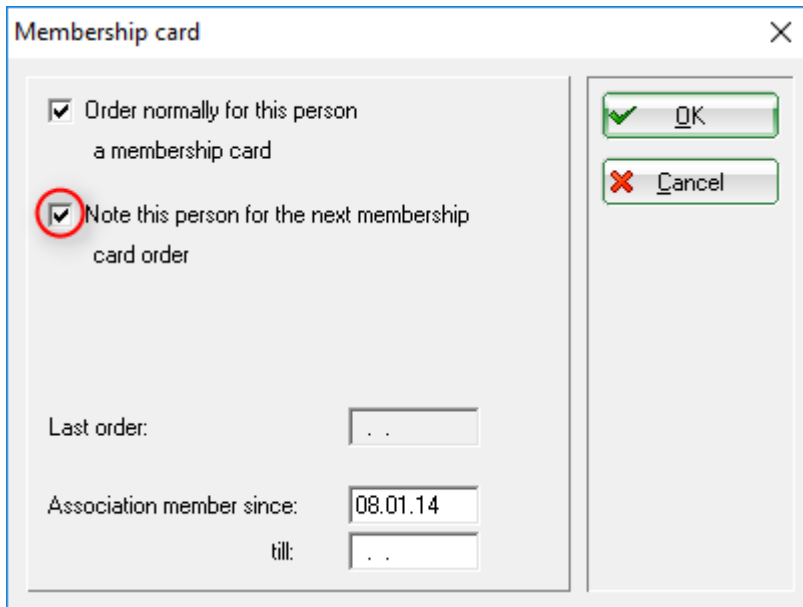 Membership card
Order normally for this person
a membership card
OK
Note this person for the next membership
card order
Cancel
Last order:
. .
Association member since: 08.01.14
till: . .